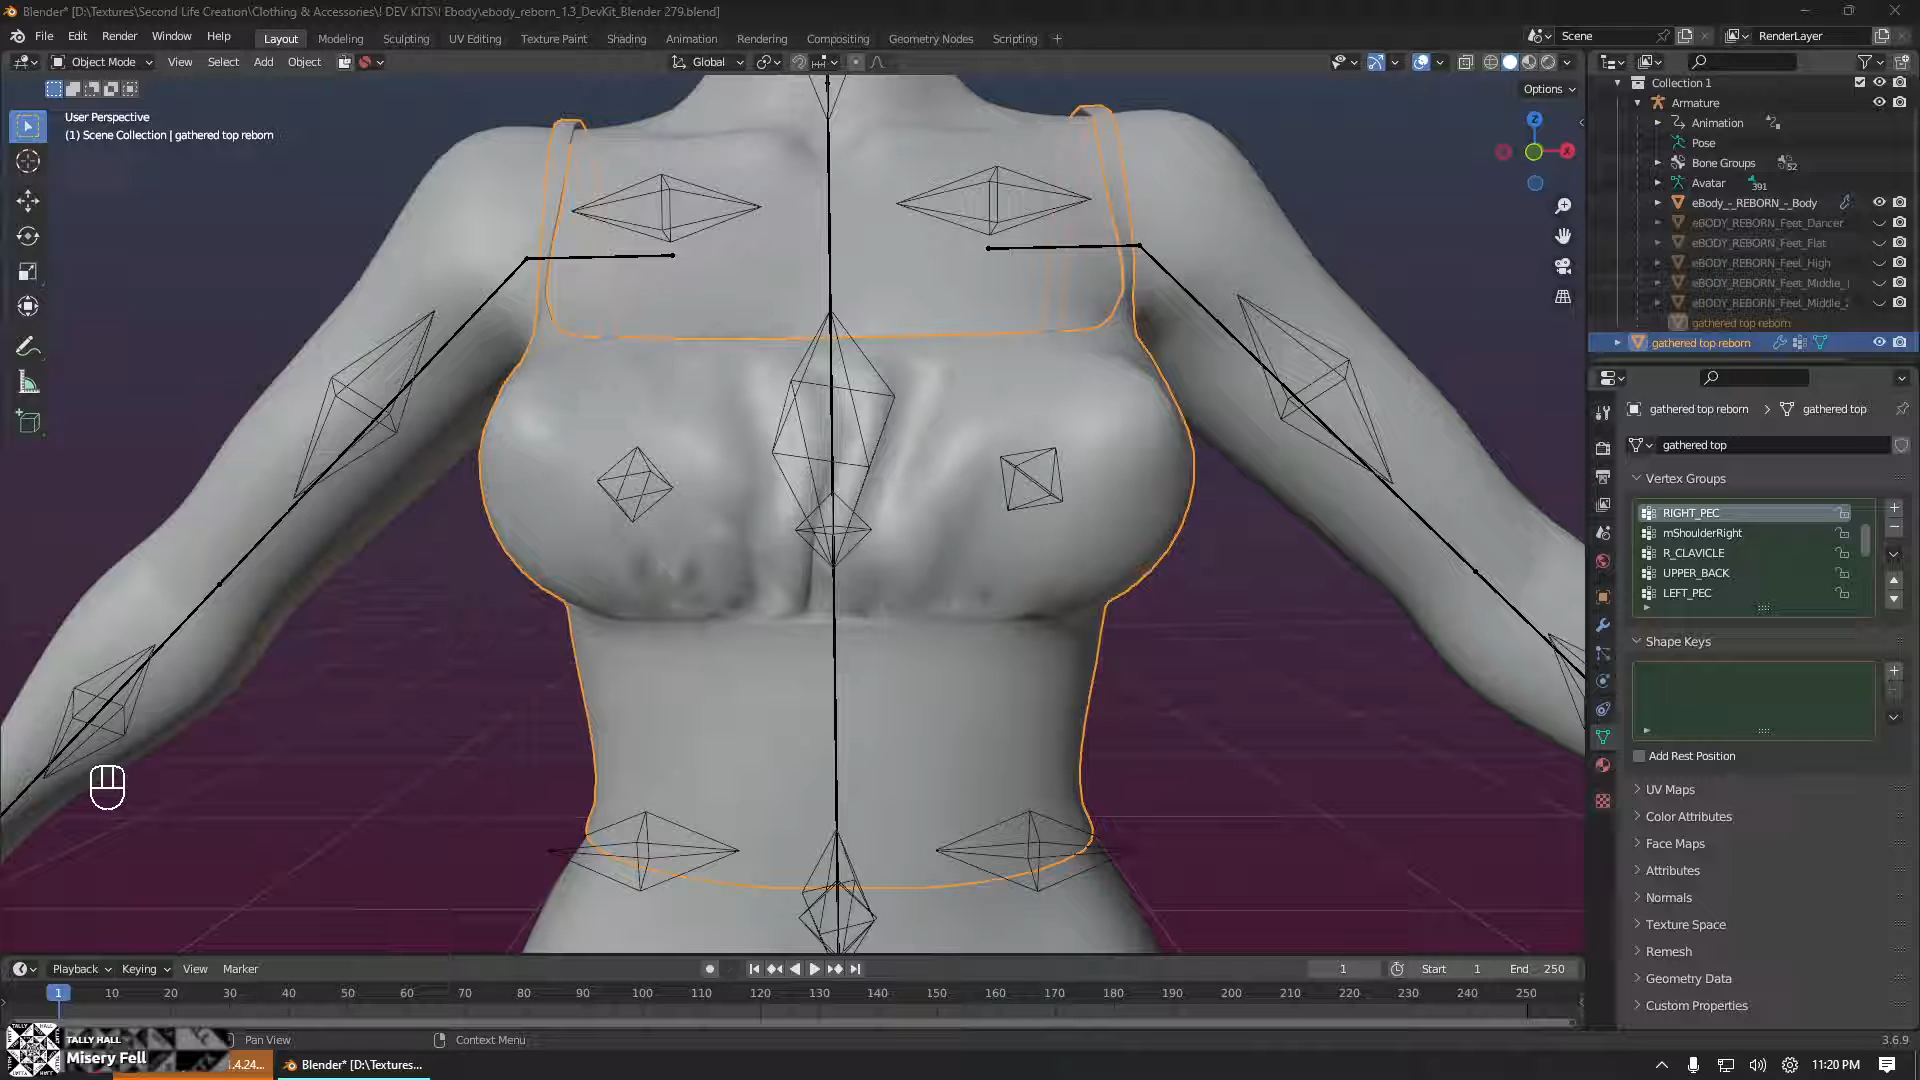 Blender* [D:\Textures\Second Life Creation\Clothing & Accessories\! DEV KITS\! Ebody\ebody_reborn_1.3_DevKit_Blender 279.blend]
File Edit Render Window Help Layout Modeling Sculpting UV Editing Texture Paint Shading Animation Rendering Compositing Geometry Nodes Scripting + Scene RenderLayer
Object Mode View Select Add Object Global
Options
User Perspective
(1) Scene Collection | gathered top reborn
Z
X
Collection 1
Armature
Animation
Pose
Bone Groups 52
Avatar 391
eBody_-_REBORN_-_Body
eBODY_REBORN_Feet_Dancer
eBODY_REBORN_Feet_Flat
eBODY_REBORN_Feet_High
eBODY_REBORN_Feet_Middle_
eBODY_REBORN_Feet_Middle_
gathered top reborn
gathered top reborn
gathered top reborn > gathered top
gathered top
Vertex Groups
RIGHT_PEC
mShoulderRight
R_CLAVICLE
UPPER_BACK
LEFT_PEC
Shape Keys
Add Rest Position
UV Maps
Color Attributes
Face Maps
Attributes
Normals
Texture Space
Remesh
Geometry Data
Custom Properties
Playback Keying View Marker 1 Start 1 End 250
1 10 20 30 40 50 60 70 80 90 100 110 120 130 140 150 160 170 180 190 200 210 220 230 240 250
TALLY HALL
Misery Fell
Pan View Context Menu 3.6.9
1.4.24... Blender* [D:\Textures... 11:20 PM